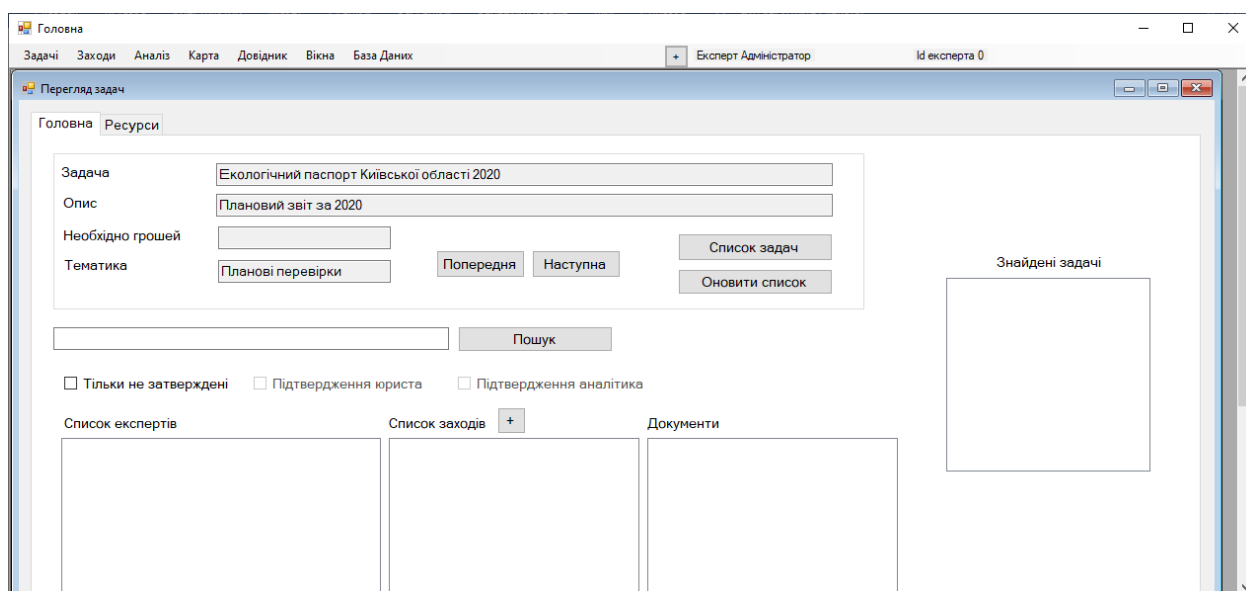 Головна
Задачі Заходи Аналіз Карта Довідник Вікна База Даних + Експерт Адміністратор Id експерта 0
Перегляд задач
Головна Ресурси
Задача Екологічний паспорт Київської області 2020
Опис Плановий звіт за 2020
Необхідно грошей
Список задач
Тематика Планові перевірки Попередня Наступна
Знайдені задачі
Оновити список
Пошук
Тільки не затверждені Підтвердження юриста Підтвердження аналітика
Список експертів Список заходів + Документи